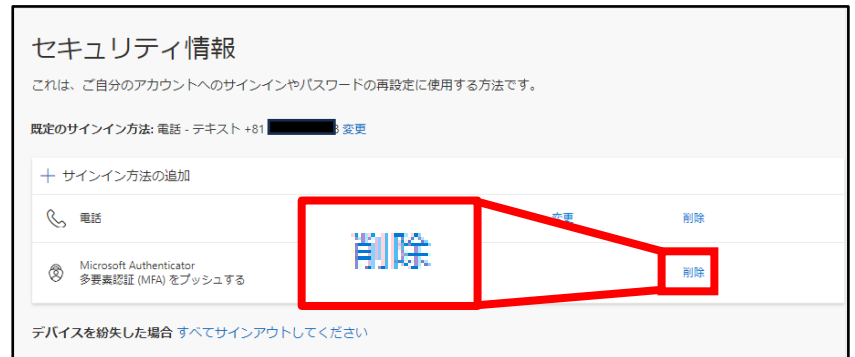 セキュリティ情報
これは、ご自分のアカウントへのサインインやパスワードの再設定に使用する方法です。
既定のサインイン方法: 電話 - テキスト +81 変更
+ サインイン方法の追加
電話 変更 削除
削除
Microsoft Authenticator
多要素認証 (MFA) をプッシュする 削除
デバイスを紛失した場合 すべてサインアウトしてください